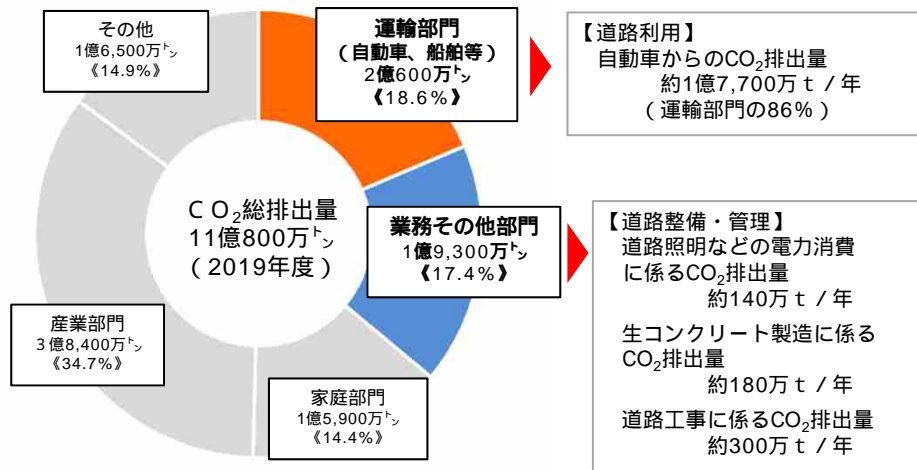 その他
1億6,500万㌧
《14.9%》
運輸部門
（自動車、船舶等）
2億600万㌧
《18.6%》
【道路利用】
自動車からのCO₂排出量
約1億7,700万ｔ／年
（運輸部門の86%）
ＣＯ₂総排出量
11億800万㌧
（2019年度）
業務その他部門
1億9,300万㌧
《17.4%》
【道路整備・管理】
道路照明などの電力消費
に係るCO₂排出量
約140万ｔ／年
生コンクリート製造に係る
CO₂排出量
約180万ｔ／年
道路工事に係るCO₂排出量
約300万ｔ／年
産業部門
３億8,400万㌧
《34.7%》
家庭部門
1億5,900万㌧
《14.4%》